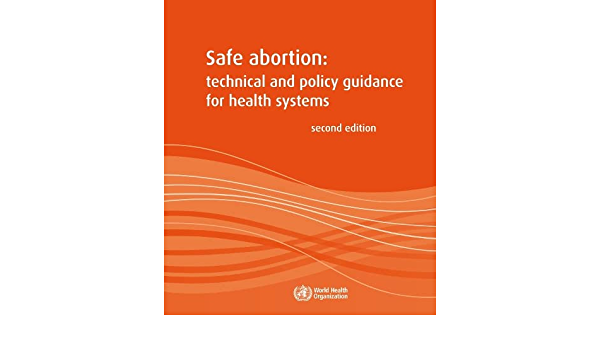 Safe abortion:
technical and policy guidance
for health systems
second edition
World Health
Organization